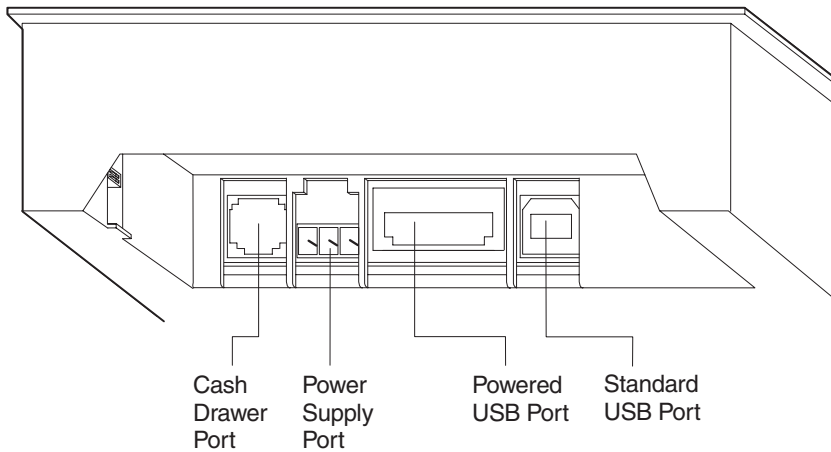 Cash
Drawer
Port
Power
Supply
Port
Powered
USB Port
Standard
USB Port